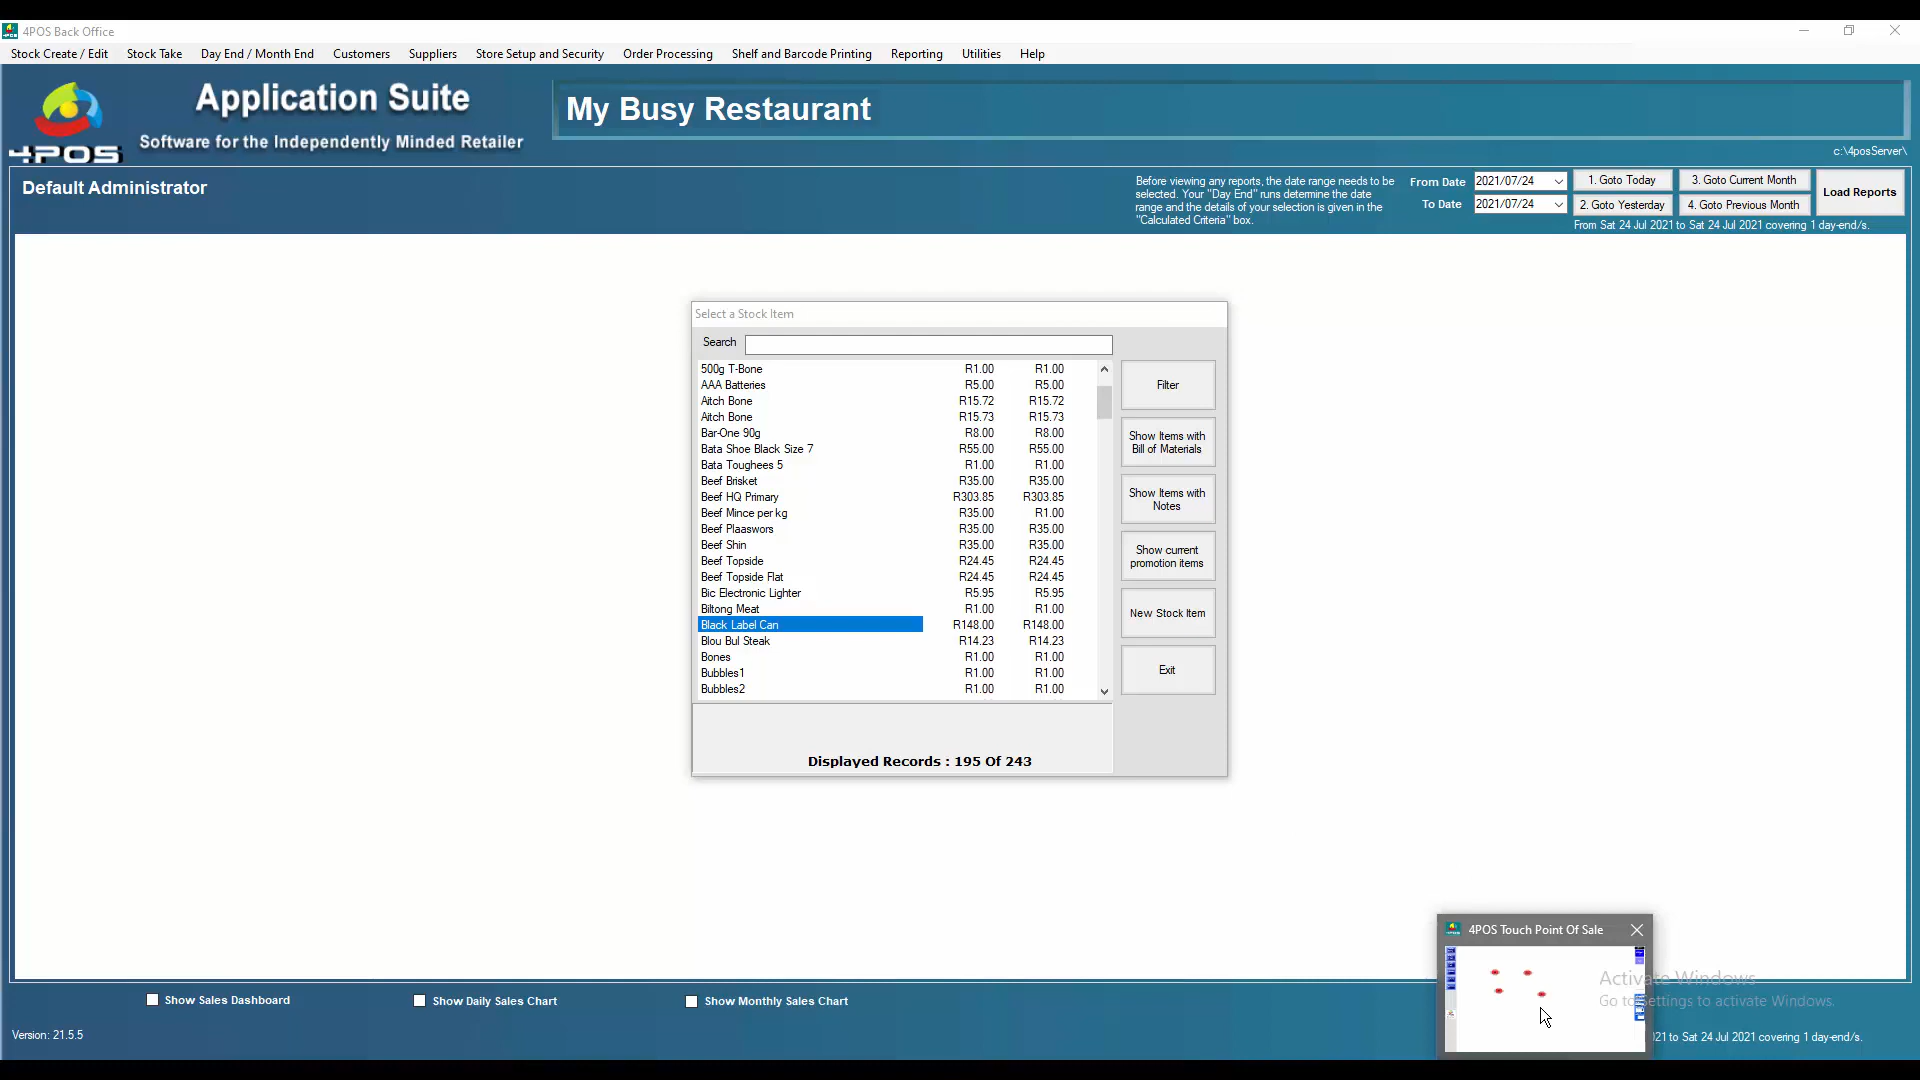 4POS Back Office
Stock Create / Edit Stock Take Day End / Month End Customers Suppliers Store Setup and Security Order Processing Shelf and Barcode Printing Reporting Utilities Help
4POS
Application Suite
Software for the Independently Minded Retailer
My Busy Restaurant
c:\4posServer\
Default Administrator
Before viewing any reports, the date range needs to be
selected. Your "Day End" runs determine the date
range and the details of your selection is given in the
"Calculated Criteria" box.
From Date 2021/07/24
To Date 2021/07/24
1. Goto Today
2. Goto Yesterday
3. Goto Current Month
4. Goto Previous Month
Load Reports
From Sat 24 Jul 2021 to Sat 24 Jul 2021 covering 1 day-end/s.
Select a Stock Item
Search
500g T-Bone R1.00 R1.00
AAA Batteries R5.00 R5.00
Aitch Bone R15.72 R15.72
Aitch Bone R15.73 R15.73
Bar-One 90g R8.00 R8.00
Bata Shoe Black Size 7 R55.00 R55.00
Bata Toughees 5 R1.00 R1.00
Beef Brisket R35.00 R35.00
Beef HQ Primary R303.85 R303.85
Beef Mince per kg R35.00 R1.00
Beef Plaaswors R35.00 R35.00
Beef Shin R35.00 R35.00
Beef Topside R24.45 R24.45
Beef Topside Flat R24.45 R24.45
Bic Electronic Lighter R5.95 R5.95
Biltong Meat R1.00 R1.00
Black Label Can R148.00 R148.00
Blou Bul Steak R14.23 R14.23
Bones R1.00 R1.00
Bubbles1 R1.00 R1.00
Bubbles2 R1.00 R1.00
Filter
Show Items with
Bill of Materials
Show Items with
Notes
Show current
promotion items
New Stock Item
Exit
Displayed Records : 195 Of 243
4POS Touch Point Of Sale
Activate Windows
Go to Settings to activate Windows.
Show Sales Dashboard
Show Daily Sales Chart
Show Monthly Sales Chart
Version: 21.5.5
21 to Sat 24 Jul 2021 covering 1 day-end/s.